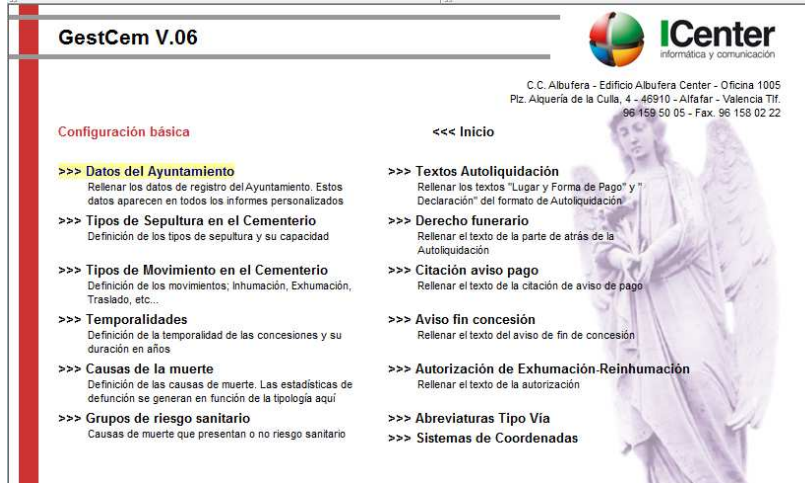 GestCem V.06
ICenter
informática y comunicación
C.C. Albufera - Edificio Albufera Center - Oficina 1005
Plz. Alquería de la Culla, 4 - 46910 - Alfafar - Valencia Tlf.
96 159 50 05 - Fax. 96 158 02 22
Configuración básica
<<< Inicio
>>> Datos del Ayuntamiento
Rellenar los datos de registro del Ayuntamiento. Estos
datos aparecen en todos los informes personalizados
>>> Tipos de Sepultura en el Cementerio
Definición de los tipos de sepultura y su capacidad
>>> Tipos de Movimiento en el Cementerio
Definición de los movimientos; Inhumación, Exhumación,
Traslado, etc...
>>> Temporalidades
Definición de la temporalidad de las concesiones y su
duración en años
>>> Causas de la muerte
Definición de las causas de muerte. Las estadísticas de
defunción se generan en función de la tipología aquí
>>> Grupos de riesgo sanitario
Causas de muerte que presentan o no riesgo sanitario
>>> Textos Autoliquidación
Rellenar los textos "Lugar y Forma de Pago" y "
Declaración" del formato de Autoliquidación
>>> Derecho funerario
Rellenar el texto de la parte de atrás de la
Autoliquidación
>>> Citación aviso pago
Rellenar el texto de la citación de aviso de pago
>>> Aviso fin concesión
Rellenar el texto del aviso de fin de concesión
>>> Autorización de Exhumación-Reinhumación
Rellenar el texto de la autorización
>>> Abreviaturas Tipo Vía
>>> Sistemas de Coordenadas